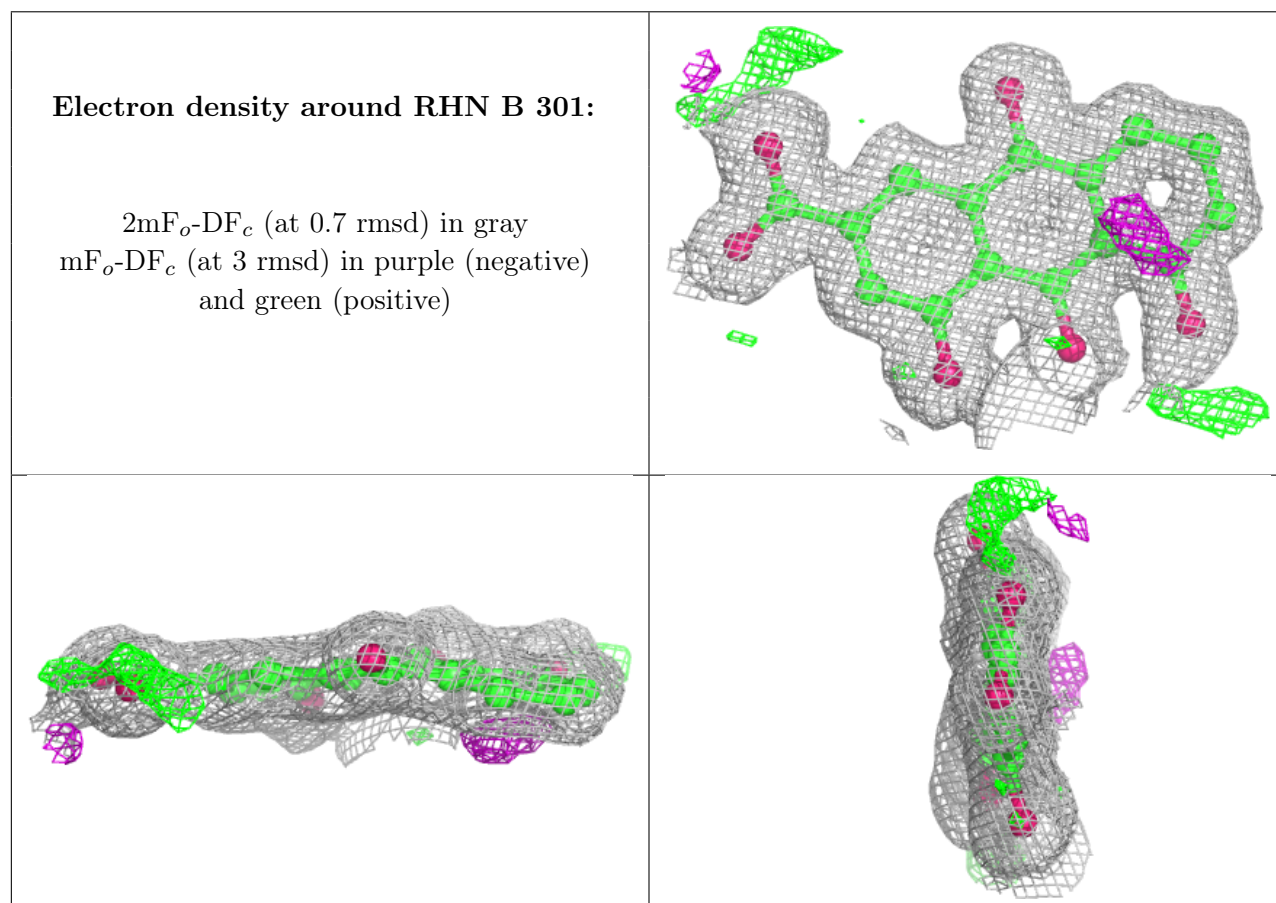 Electron density around RHN B 301:
2mFo-DFc (at 0.7 rmsd) in gray
mFo-DFc (at 3 rmsd) in purple (negative)
and green (positive)